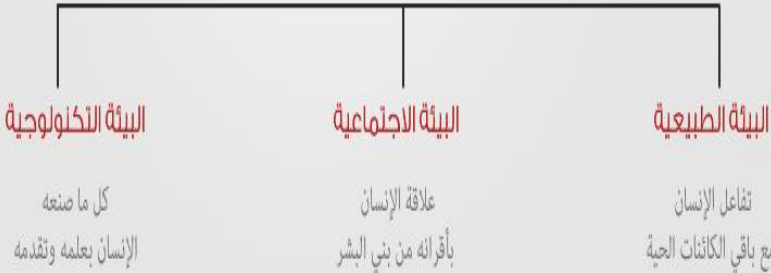 البيئة الطبيعية
تفاعل الإنسان
مع باقي الكائنات الحية
البيئة الاجتماعية
علاقة الإنسان
بأقرانه من بني البشر
البيئة التكنولوجية
كل ما صنعه
الإنسان بعلمه وتقدمه